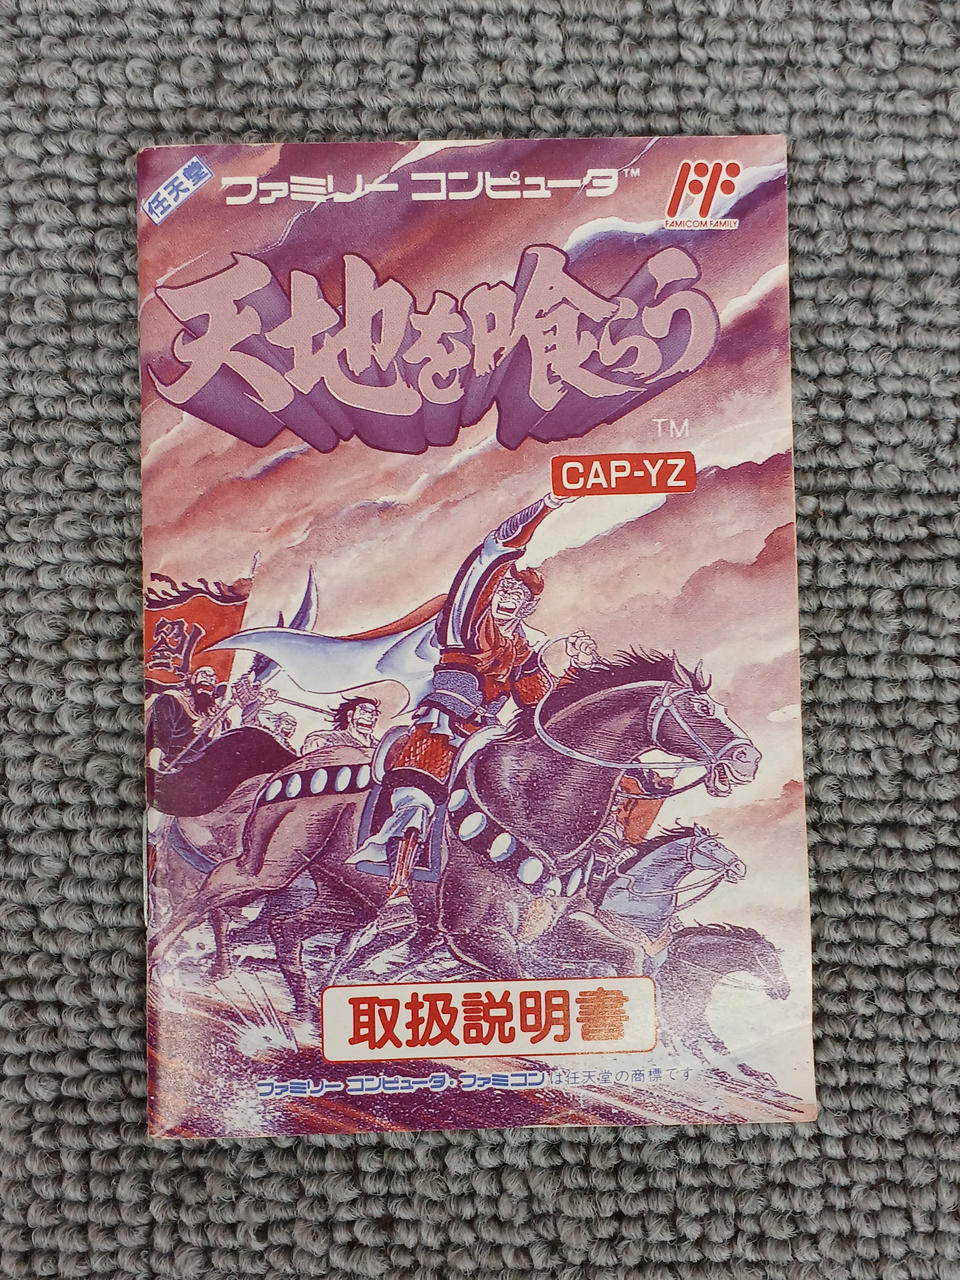 任天堂
ファミリー コンピュータ™
FAMICOM FAMILY
天地を喰らう
TM
CAP-YZ
劉
取扱説明書
ファミリー コンピュータ・ファミコンは任天堂の商標です。